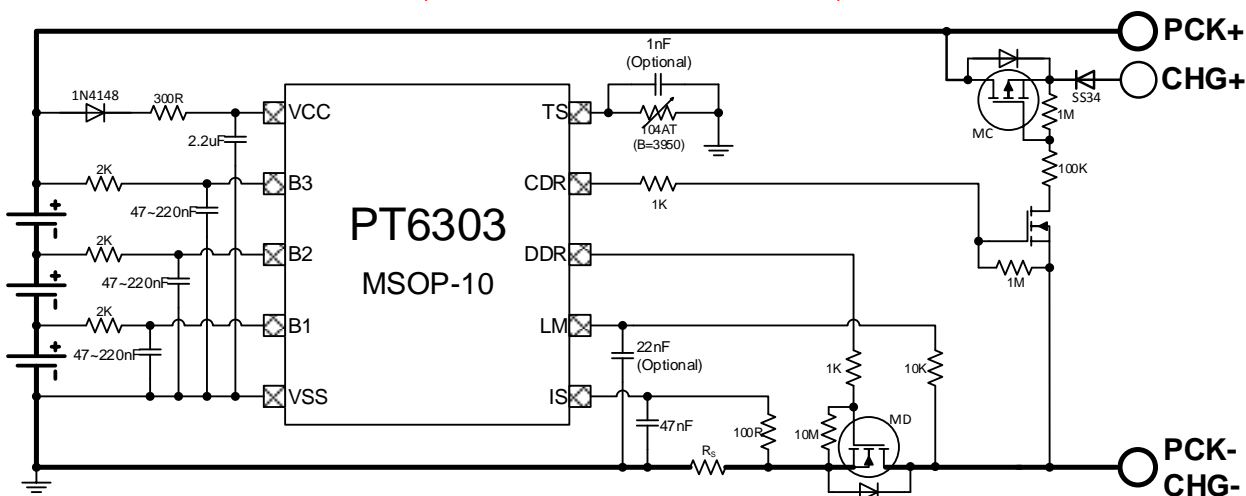 PCK+
1nF
(Optional)
CHG+
1N4148
300R
VCC
TS
SS34
2.2uF
104AT
(B=3950)
1M
MC
2K
B3
CDR
100K
47~220nF
PT6303
1K
2K
B2
DDR
47~220nF
MSOP-10
1M
2K
B1
LM
47~220nF
22nF
(Optional)
1K
10K
VSS
IS
47nF
100R
10M
MD
Rs
PCK-
CHG-